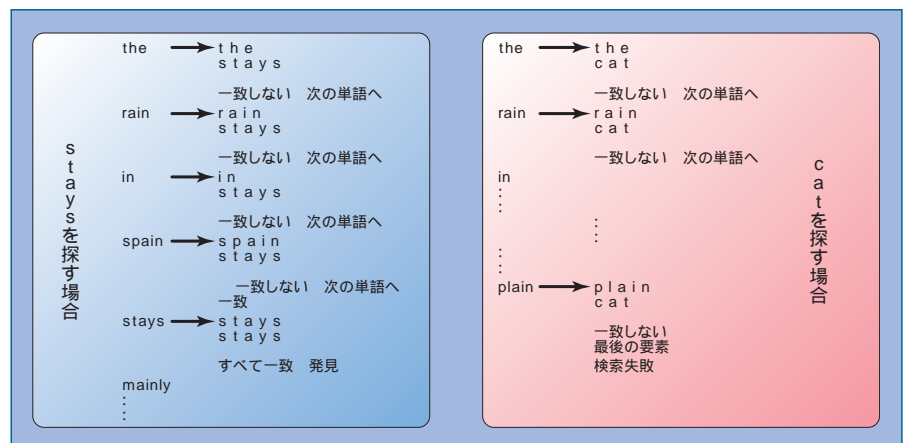 staysを探す場合
the → the
stays
一致しない 次の単語へ
rain → rain
stays
一致しない 次の単語へ
in → in
stays
一致しない 次の単語へ
spain → spain
stays
一致しない 次の単語へ
一致
stays → stays
stays
すべて一致 発見
mainly
⋮
the → the
cat
一致しない 次の単語へ
rain → rain
cat
一致しない 次の単語へ
in
⋮
⋮
⋮
plain → plain
cat
一致しない
最後の要素
検索失敗
catを探す場合